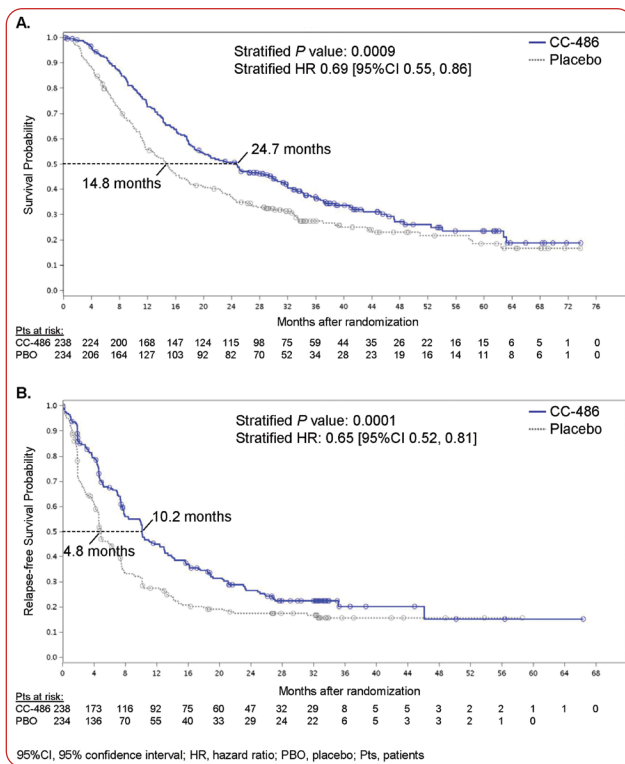 A.
1.0
0.9
0.8
0.7
0.6
0.5
0.4
0.3
0.2
0.1
0.0
Survival Probability
Stratified P value: 0.0009
Stratified HR 0.69 [95%CI 0.55, 0.86]
CC-486
Placebo
24.7 months
14.8 months
0 4 8 12 16 20 24 28 32 36 40 44 48 52 56 60 64 68 72 76
Months after randomization
Pts at risk:
CC-486 238 224 200 168 147 124 115 98 75 59 44 35 26 22 16 15 6 5 1 0
PBO 234 206 164 127 103 92 82 70 52 34 28 23 19 16 14 11 8 6 1 0
B.
1.0
0.9
0.8
0.7
0.6
0.5
0.4
0.3
0.2
0.1
0.0
Relapse-free Survival Probability
Stratified P value: 0.0001
Stratified HR: 0.65 [95%CI 0.52, 0.81]
CC-486
Placebo
10.2 months
4.8 months
0 4 8 12 16 20 24 28 32 36 40 44 48 52 56 60 64 68
Months after randomization
Pts at risk:
CC-486 238 173 116 92 75 60 47 32 29 8 5 5 3 2 2 1 1 0
PBO 234 136 70 55 40 33 29 24 22 6 5 3 3 2 1 0
95%CI, 95% confidence interval; HR, hazard ratio; PBO, placebo; Pts, patients